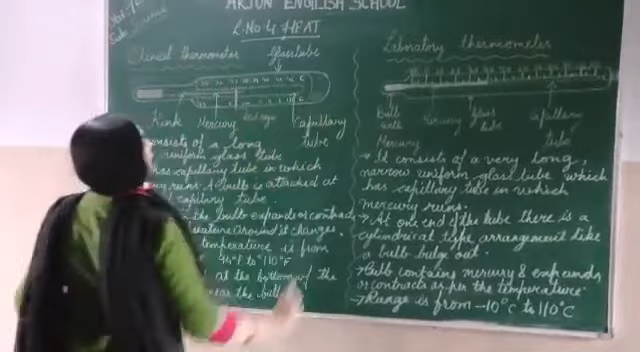 ARJUN ENGLISH SCHOOL
L.No 4 HEAT
Clinical thermometer
Glass tube
Kink Mercury Capillary
tube
consists of a long
uniform glass tube
has capillary tube in which
runs. A bulb is attached at
capillary tube.
the bulb expands or contracts
around it changes.
temperature is from
94°F to 110°F
at the bottom of the
near the bulb
Laboratory thermometer
Bulb
with
Mercury
Mercury
Glass
tube
Capillary
tube
→ It consists of a very long,
narrow uniform glass tube which
has capillary tube in which
mercury runs.
→ At one end of the tube there is a
cylindrical type arrangement like
a bulb bulge out.
→ Bulb contains mercury & expands
or contracts as per the temperature.
→ Range is from -10°C to 110°C